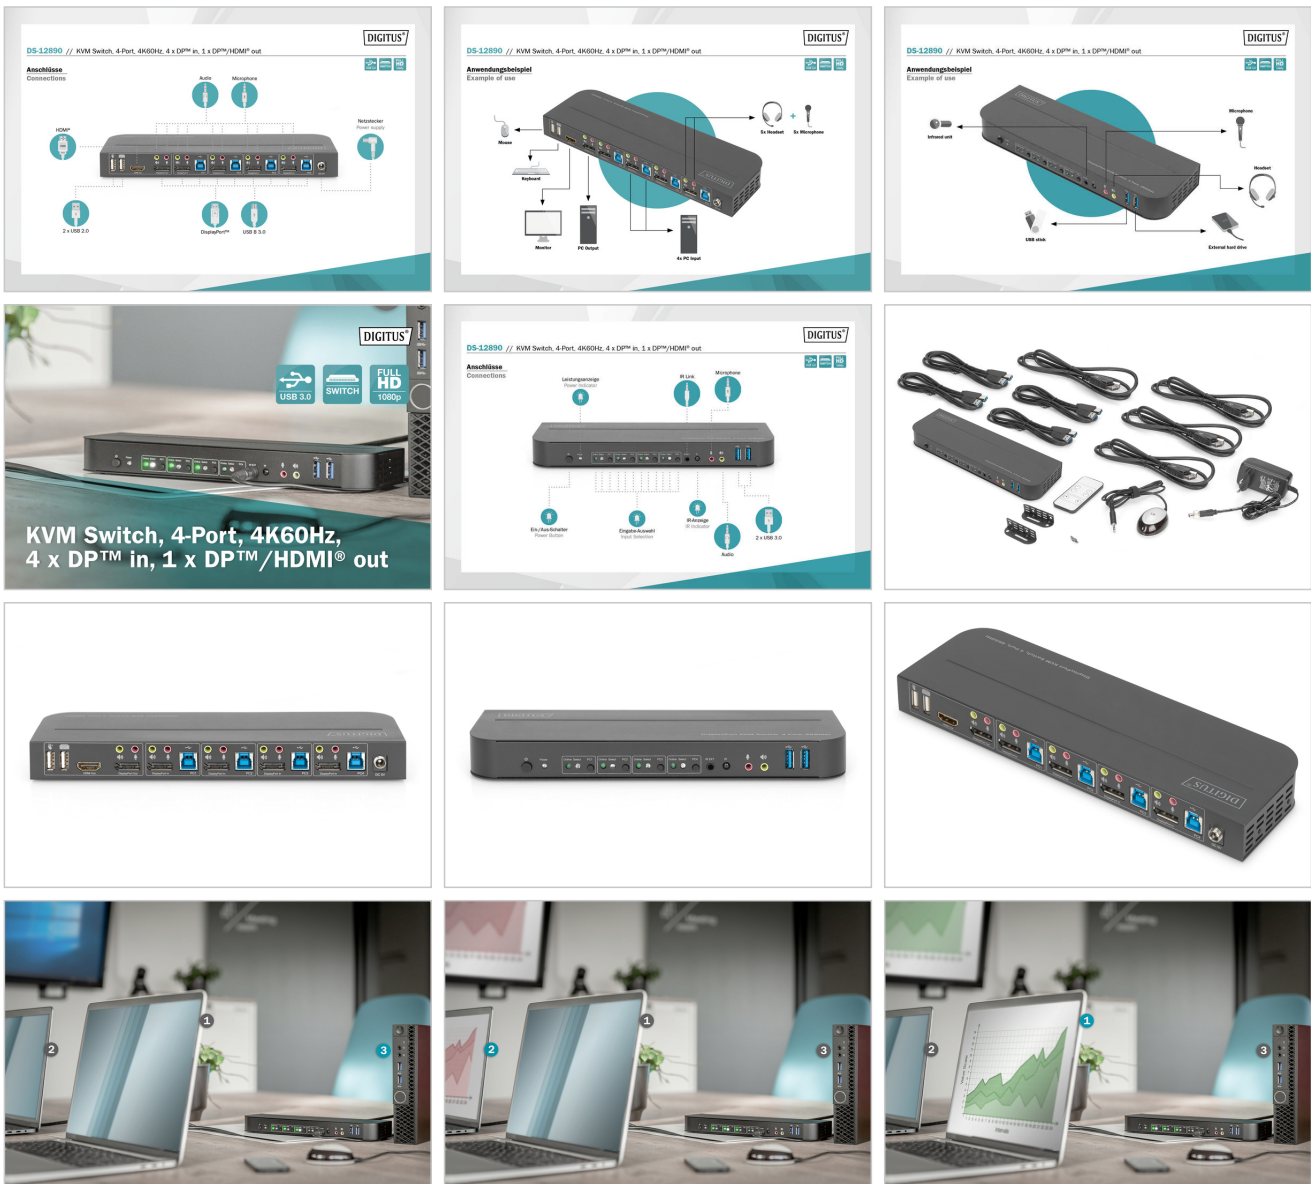 DIGITUS®
DS-12890 // KVM Switch, 4-Port, 4K60Hz, 4 x DP™ in, 1 x DP™/HDMI® out
Anschlüsse
Connections
Audio
Microphone
HDMI®
Netzstecker
Power supply
2 x USB 2.0
DisplayPort™
USB B 3.0
DIGITUS®
DS-12890 // KVM Switch, 4-Port, 4K60Hz, 4 x DP™ in, 1 x DP™/HDMI® out
Anwendungsbeispiel
Example of use
Mouse
Keyboard
Monitor
PC Output
4x PC Input
5x Headset
+
5x Microphone
DIGITUS®
DS-12890 // KVM Switch, 4-Port, 4K60Hz, 4 x DP™ in, 1 x DP™/HDMI® out
Anwendungsbeispiel
Example of use
Infrared unit
Microphone
Headset
USB stick
External hard drive
DIGITUS®
USB 3.0
SWITCH
FULL
HD
1080p
KVM Switch, 4-Port, 4K60Hz,
4 x DP™ in, 1 x DP™/HDMI® out
DIGITUS®
DS-12890 // KVM Switch, 4-Port, 4K60Hz, 4 x DP™ in, 1 x DP™/HDMI® out
Anschlüsse
Connections
Leistungsanzeige
Power Indicator
IR Link
Microphone
Ein-/Aus-Schalter
Power Button
Eingabe-Auswahl
Input Selection
IR-Anzeige
IR Indicator
Audio
2 x USB 3.0
DIGITUS®
1
2
3
1
2
3
1
2
3